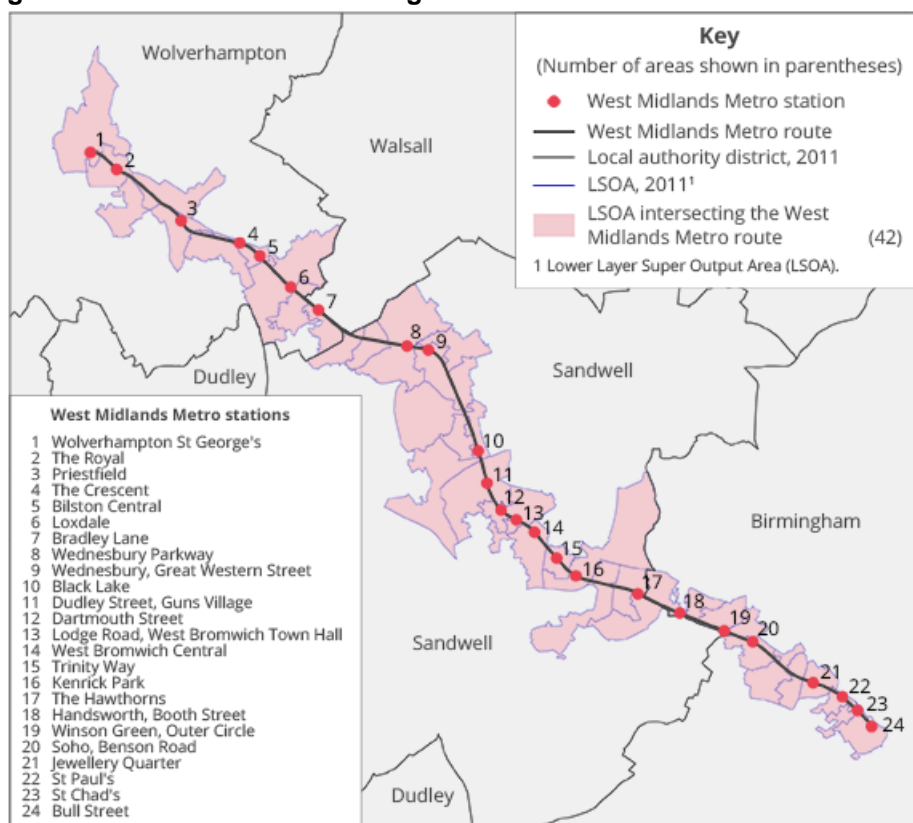 Wolverhampton
Walsall
Key
(Number of areas shown in parentheses)
West Midlands Metro station
West Midlands Metro route
Local authority district, 2011
LSOA, 2011¹
LSOA intersecting the West
Midlands Metro route (42)
1 Lower Layer Super Output Area (LSOA).
1
2
3
4
5
6
7
8
9
Dudley
Sandwell
10
11
12
13
14
15
16
17
18
19
20
21
22
23
24
Birmingham
Sandwell
Dudley
West Midlands Metro stations
1 Wolverhampton St George's
2 The Royal
3 Priestfield
4 The Crescent
5 Bilston Central
6 Loxdale
7 Bradley Lane
8 Wednesbury Parkway
9 Wednesbury, Great Western Street
10 Black Lake
11 Dudley Street, Guns Village
12 Dartmouth Street
13 Lodge Road, West Bromwich Town Hall
14 West Bromwich Central
15 Trinity Way
16 Kenrick Park
17 The Hawthorns
18 Handsworth, Booth Street
19 Winson Green, Outer Circle
20 Soho, Benson Road
21 Jewellery Quarter
22 St Paul's
23 St Chad's
24 Bull Street